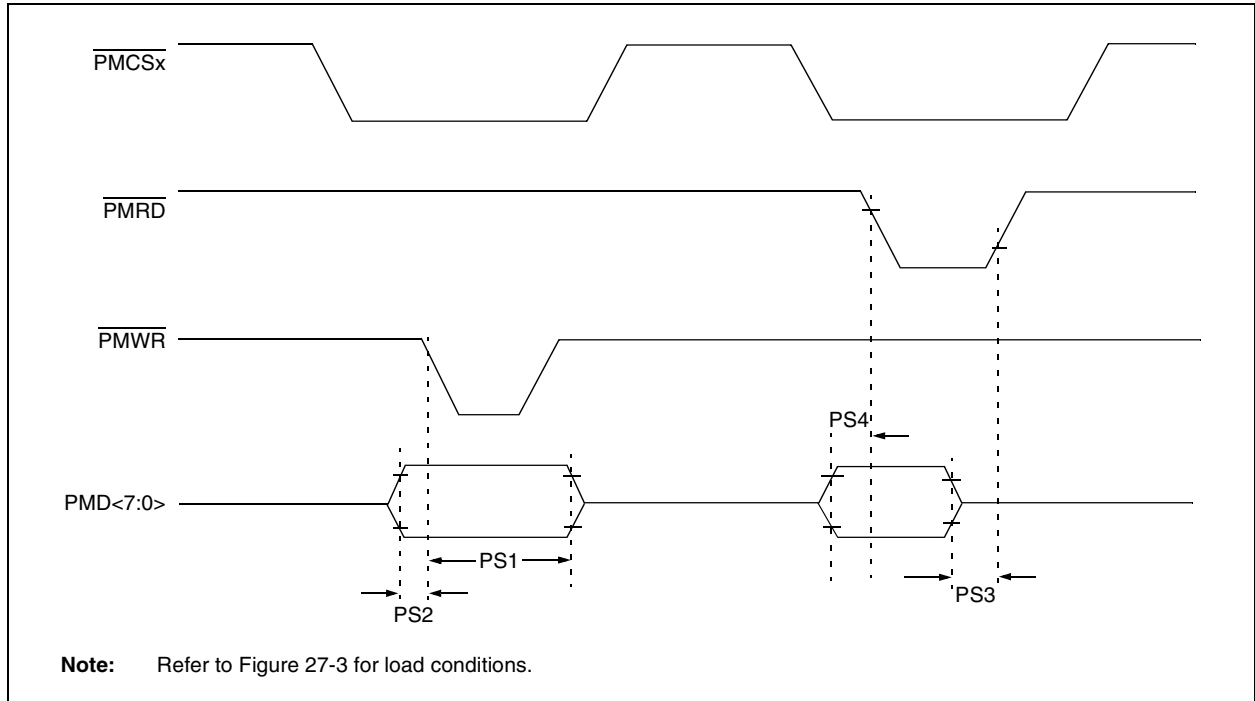 PMCSx
PMRD
PMWR
PS4
PMD<7:0>
PS1
PS3
PS2
Note: Refer to Figure 27-3 for load conditions.